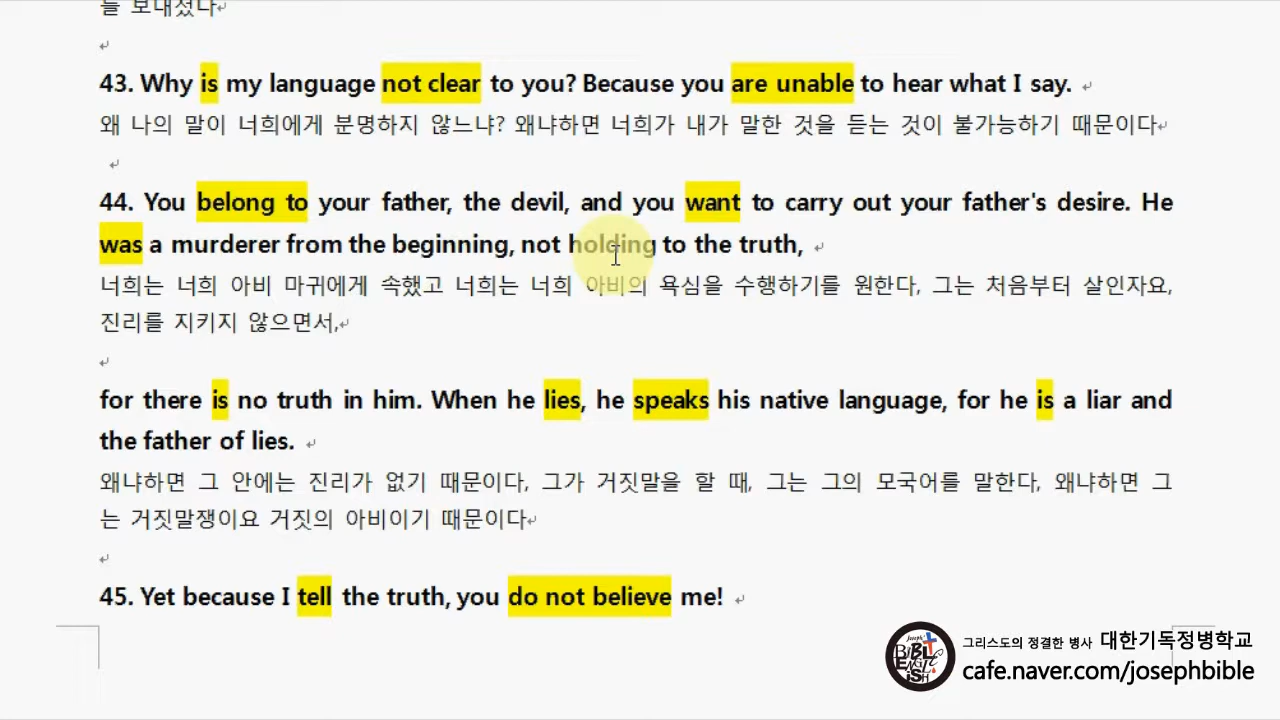 를 보내셨다
43. Why is my language not clear to you? Because you are unable to hear what I say.
왜 나의 말이 너희에게 분명하지 않느냐? 왜냐하면 너희가 내가 말한 것을 듣는 것이 불가능하기 때문이다
44. You belong to your father, the devil, and you want to carry out your father's desire. He
was a murderer from the beginning, not holding to the truth,
너희는 너희 아비 마귀에게 속했고 너희는 너희 아비의 욕심을 수행하기를 원한다, 그는 처음부터 살인자요,
진리를 지키지 않으면서,
for there is no truth in him. When he lies, he speaks his native language, for he is a liar and
the father of lies.
왜냐하면 그 안에는 진리가 없기 때문이다, 그가 거짓말을 할 때, 그는 그의 모국어를 말한다, 왜냐하면 그
는 거짓말쟁이요 거짓의 아비이기 때문이다
45. Yet because I tell the truth, you do not believe me!
Joseph'
BIBLE
ENGLISH
그리스도의 정결한 병사 대한기독정병학교
cafe.naver.com/josephbible